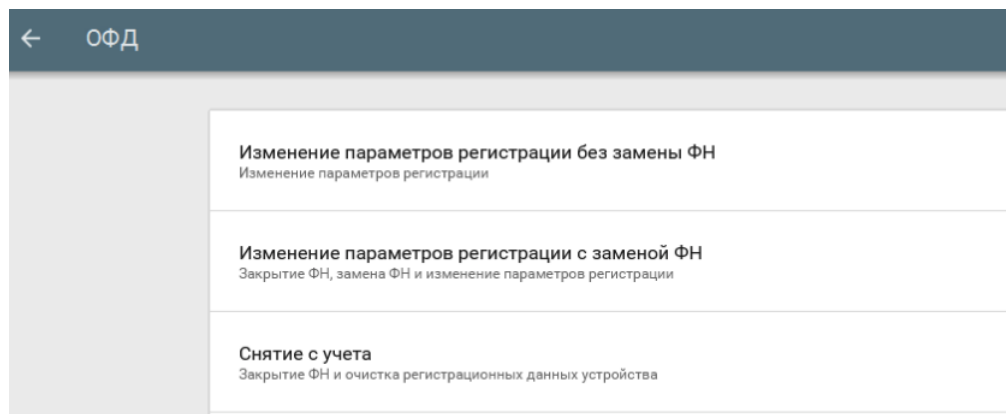 ОФД
Изменение параметров регистрации без замены ФН
Изменение параметров регистрации
Изменение параметров регистрации с заменой ФН
Закрытие ФН, замена ФН и изменение параметров регистрации
Снятие с учета
Закрытие ФН и очистка регистрационных данных устройства